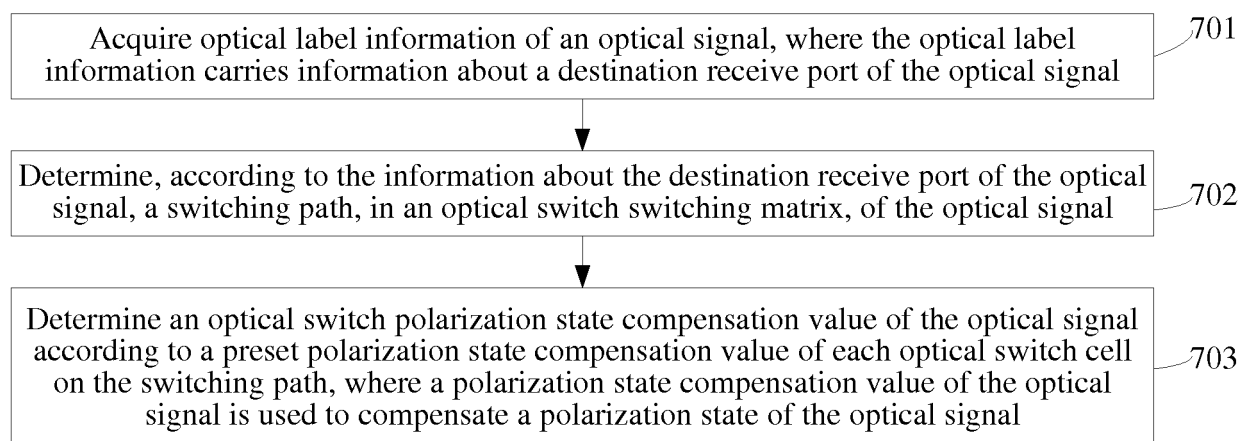 Acquire optical label information of an optical signal, where the optical label
information carries information about a destination receive port of the optical signal
701
Determine, according to the information about the destination receive port of the optical
signal, a switching path, in an optical switch switching matrix, of the optical signal
702
Determine an optical switch polarization state compensation value of the optical signal
according to a preset polarization state compensation value of each optical switch cell
on the switching path, where a polarization state compensation value of the optical
signal is used to compensate a polarization state of the optical signal
703